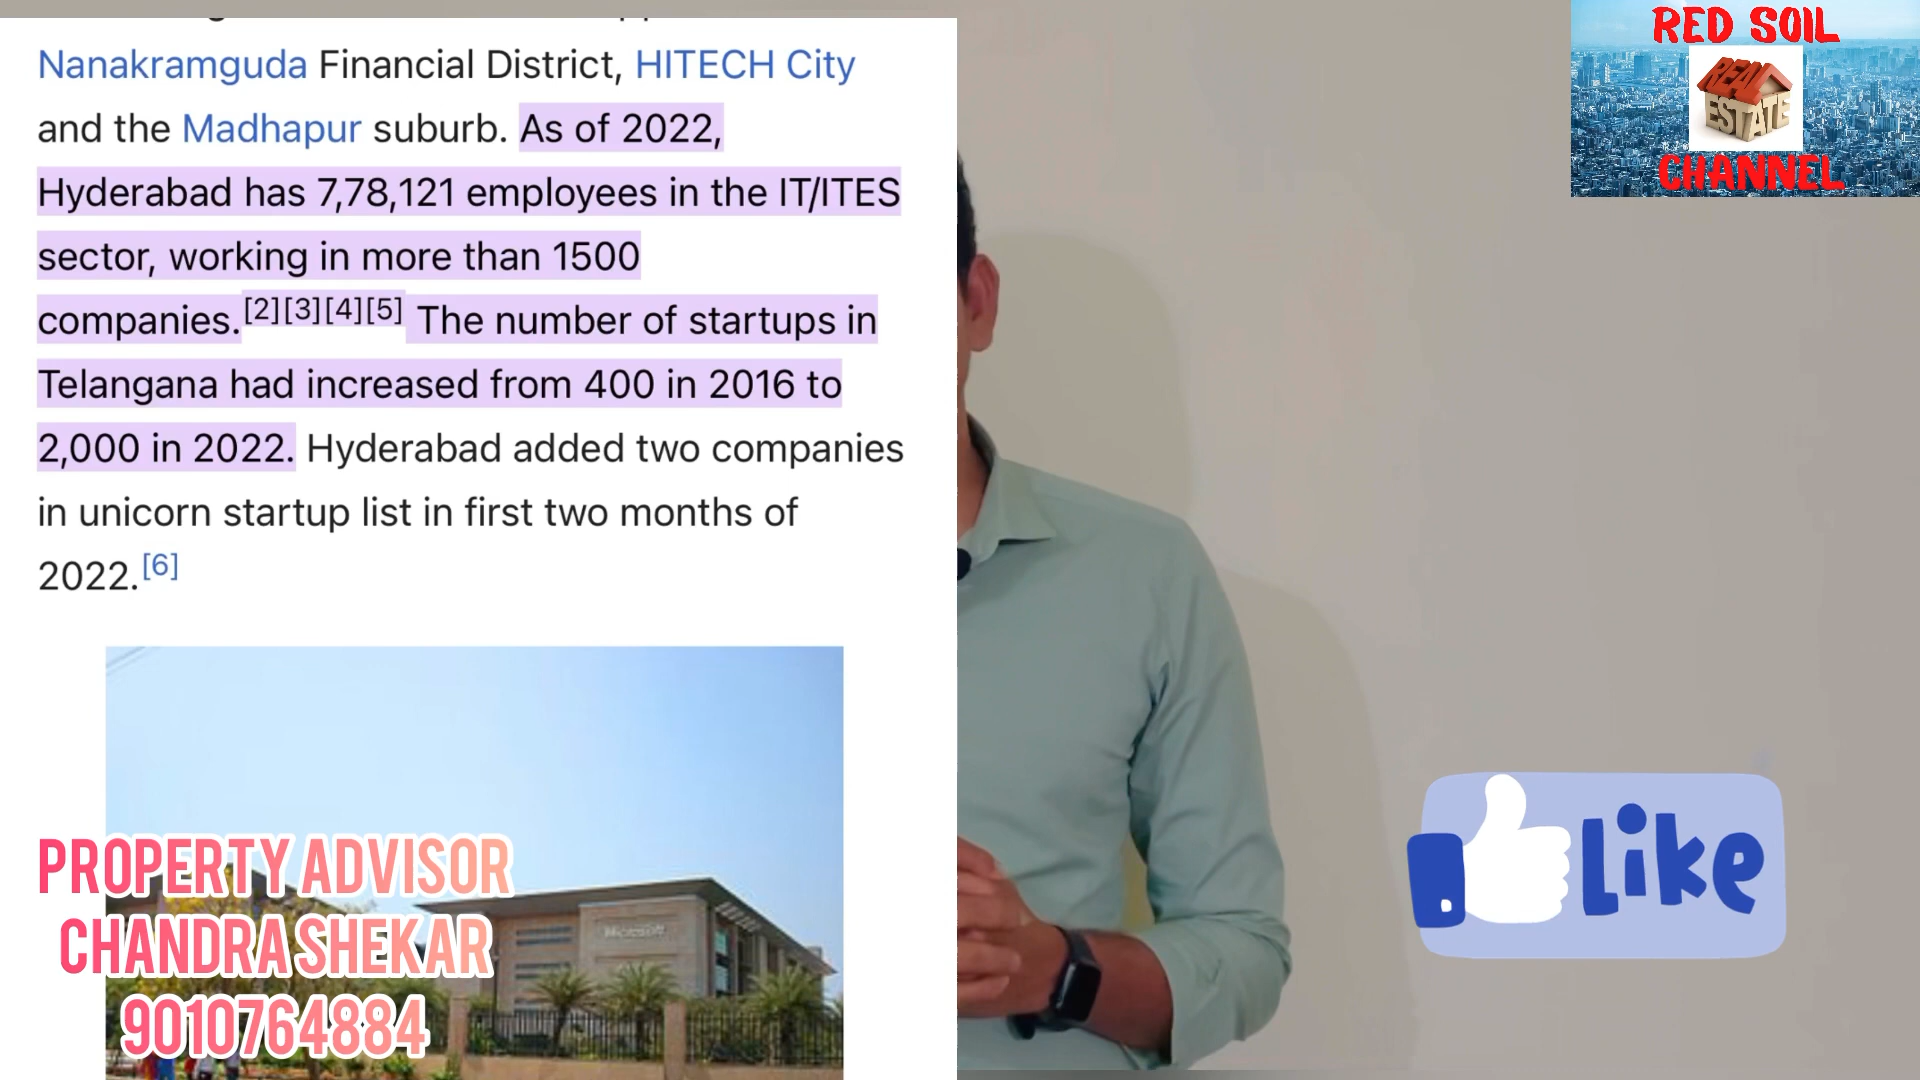 Nanakramguda Financial District, HITECH City
and the Madhapur suburb. As of 2022,
Hyderabad has 7,78,121 employees in the IT/ITES
sector, working in more than 1500
companies.[2][3][4][5] The number of startups in
Telangana had increased from 400 in 2016 to
2,000 in 2022. Hyderabad added two companies
in unicorn startup list in first two months of
2022.[6]
Microsoft
PROPERTY ADVISOR
CHANDRA SHEKAR
9010764884
RED SOIL
REAL
ESTATE
CHANNEL
Like